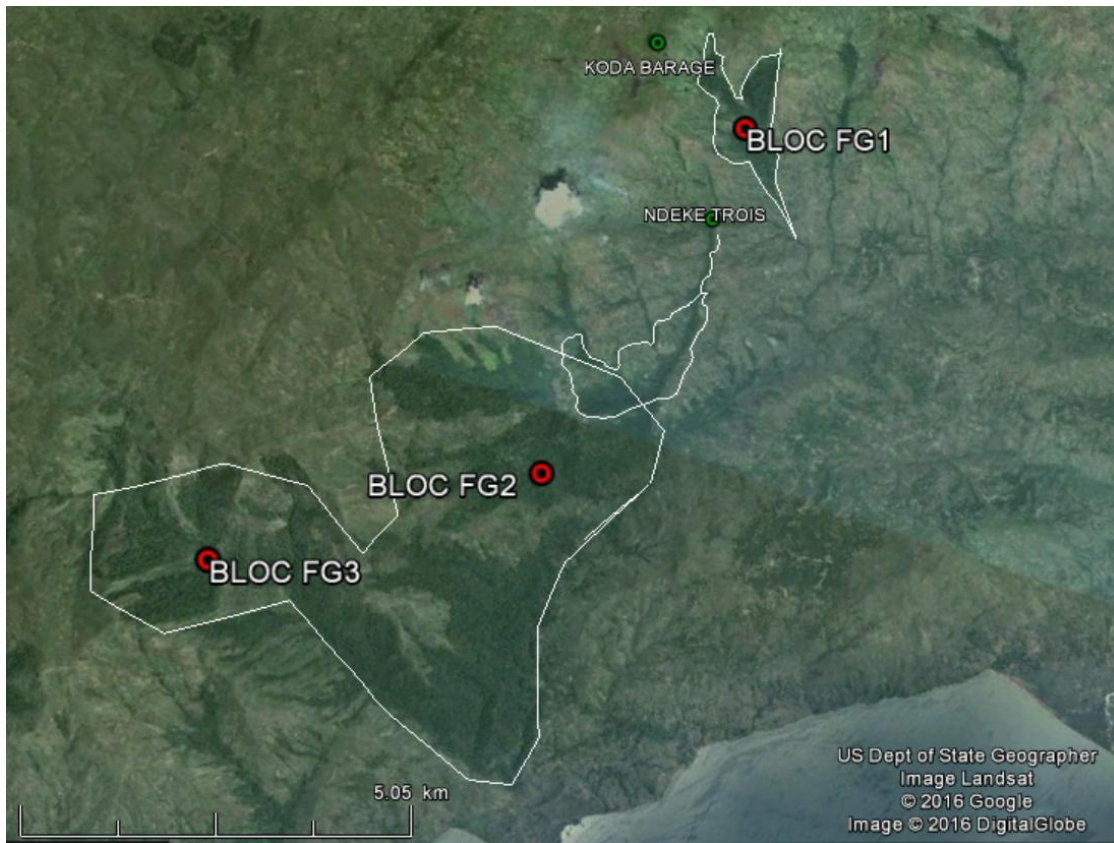 KODA BARAGE
BLOC FG1
NDEKE TROIS
BLOC FG2
BLOC FG3
5.05 km
US Dept of State Geographer
Image Landsat
© 2016 Google
Image © 2016 DigitalGlobe